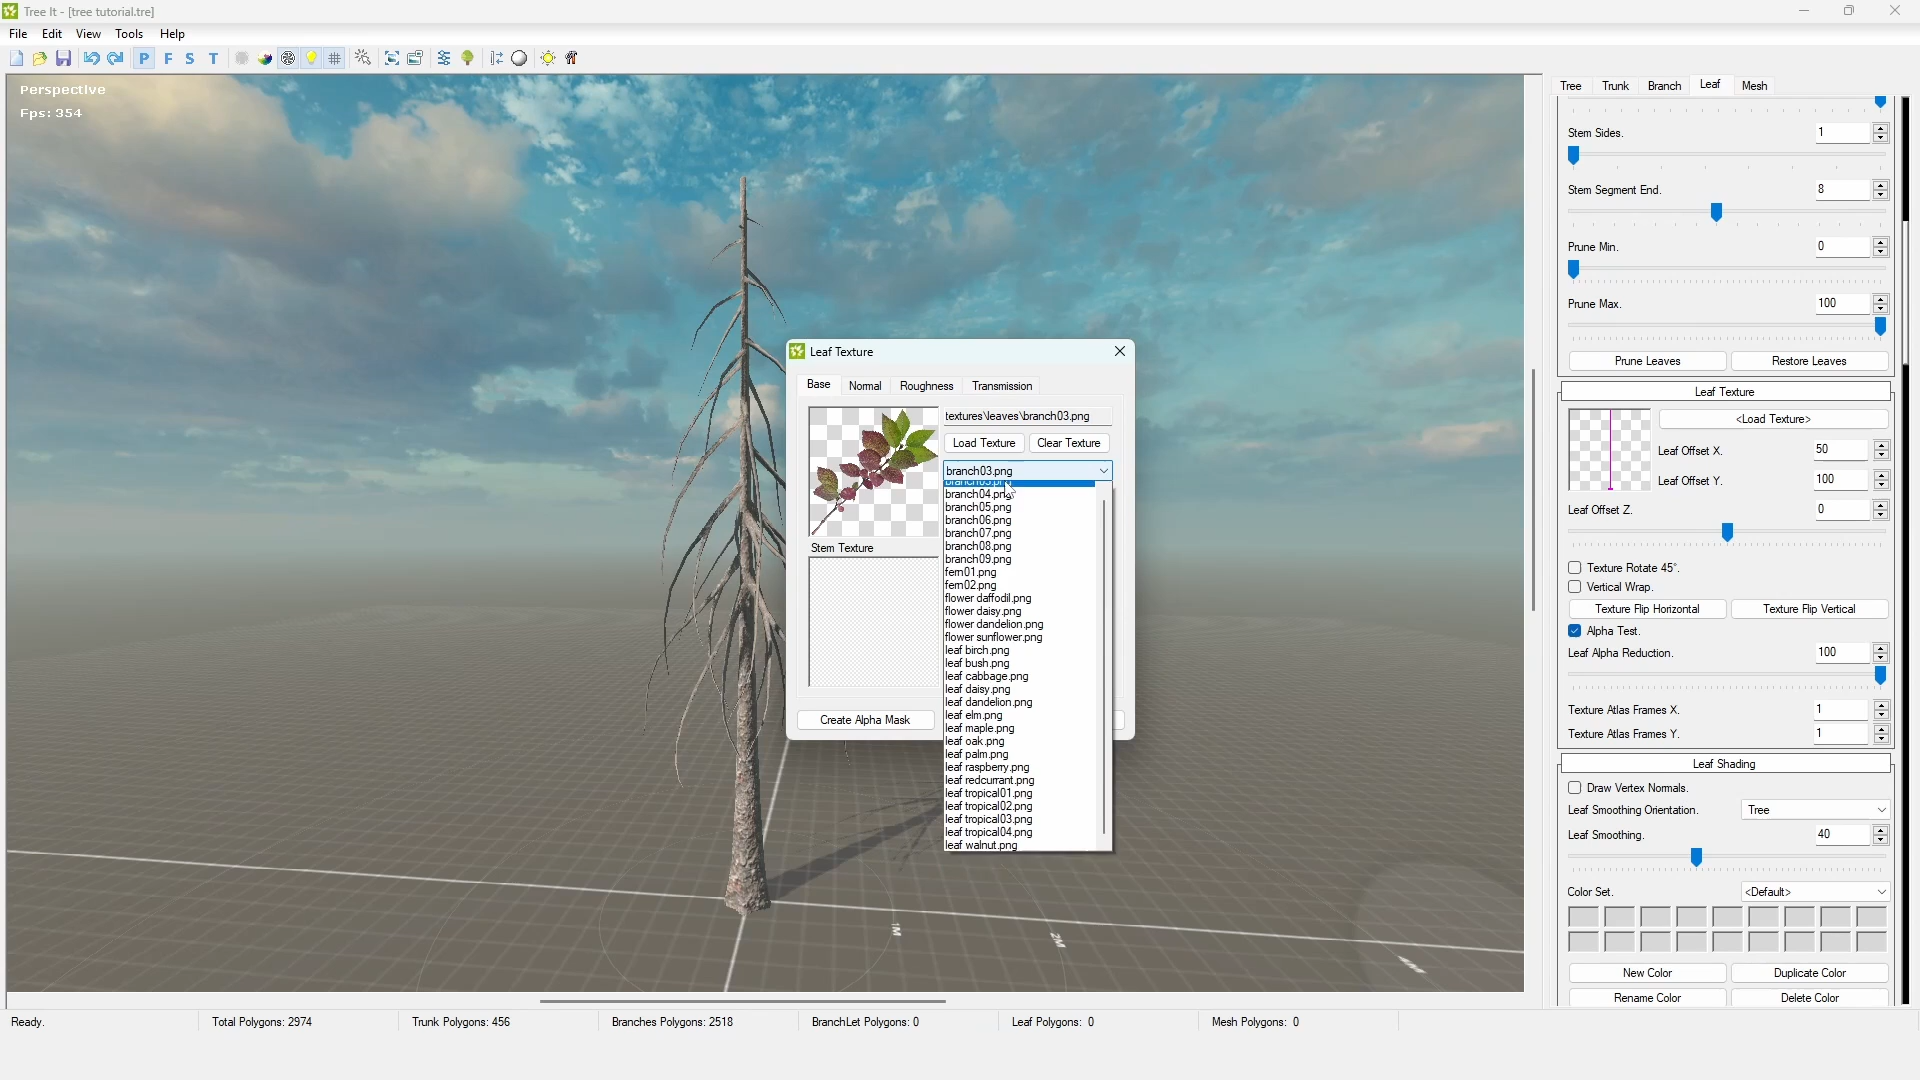 Tree It - [tree tutorial.tre]
File Edit View Tools Help
P F S T
Perspective
Fps: 354
Tree Trunk Branch Leaf Mesh
Stem Sides. 1
Stem Segment End. 8
Prune Min. 0
Prune Max. 100
Prune Leaves Restore Leaves
Leaf Texture
<Load Texture>
Leaf Offset X. 50
Leaf Offset Y. 100
Leaf Offset Z. 0
Texture Rotate 45°.
Vertical Wrap.
Texture Flip Horizontal Texture Flip Vertical
Alpha Test.
Leaf Alpha Reduction. 100
Texture Atlas Frames X. 1
Texture Atlas Frames Y. 1
Leaf Shading
Draw Vertex Normals.
Leaf Smoothing Orientation. Tree
Leaf Smoothing. 40
Color Set. <Default>
New Color Duplicate Color
Rename Color Delete Color
Leaf Texture
Base Normal Roughness Transmission
textures\leaves\branch03.png
Load Texture Clear Texture
branch03.png
branch03.png
branch04.png
branch05.png
branch06.png
branch07.png
branch08.png
branch09.png
fern01.png
fern02.png
flower daffodil.png
flower daisy.png
flower dandelion.png
flower sunflower.png
leaf birch.png
leaf bush.png
leaf cabbage.png
leaf daisy.png
leaf dandelion.png
leaf elm.png
leaf maple.png
leaf oak.png
leaf palm.png
leaf raspberry.png
leaf redcurrant.png
leaf tropical01.png
leaf tropical02.png
leaf tropical03.png
leaf tropical04.png
leaf walnut.png
Stem Texture
Create Alpha Mask
1M
2M
Ready. Total Polygons: 2974 Trunk Polygons: 456 Branches Polygons: 2518 BranchLet Polygons: 0 Leaf Polygons: 0 Mesh Polygons: 0